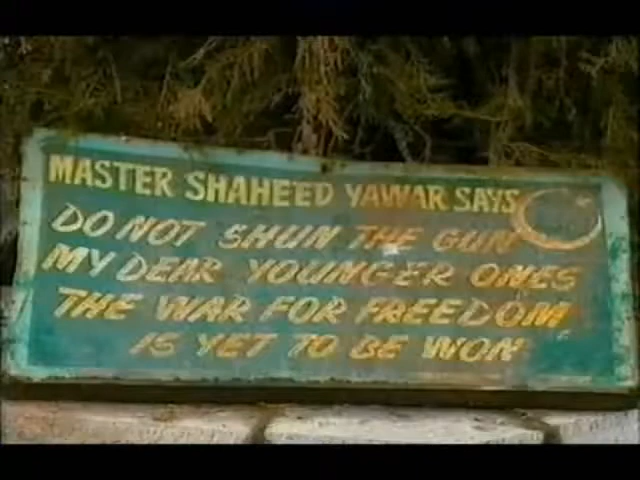 MASTER SHAHEED YAWAR SAYS
DO NOT SHUN THE GUN
MY DEAR YOUNGER ONES
THE WAR FOR FREEDOM
IS YET TO BE WON